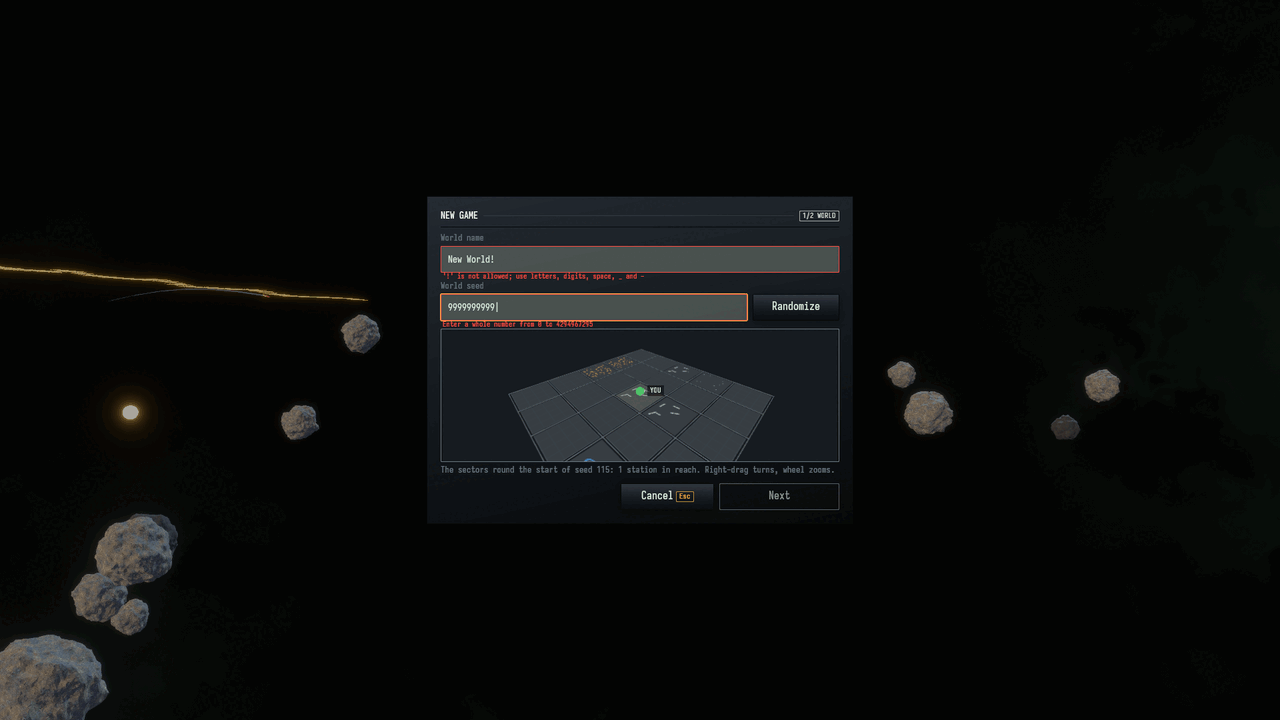 NEW GAME
1/2 WORLD
World name
New World!
'!' is not allowed; use letters, digits, space, _ and -
World seed
9999999999
Randomize
Enter a whole number from 0 to 4294967295
YOU
The sectors round the start of seed 115: 1 station in reach. Right-drag turns, wheel zooms.
Cancel Esc
Next